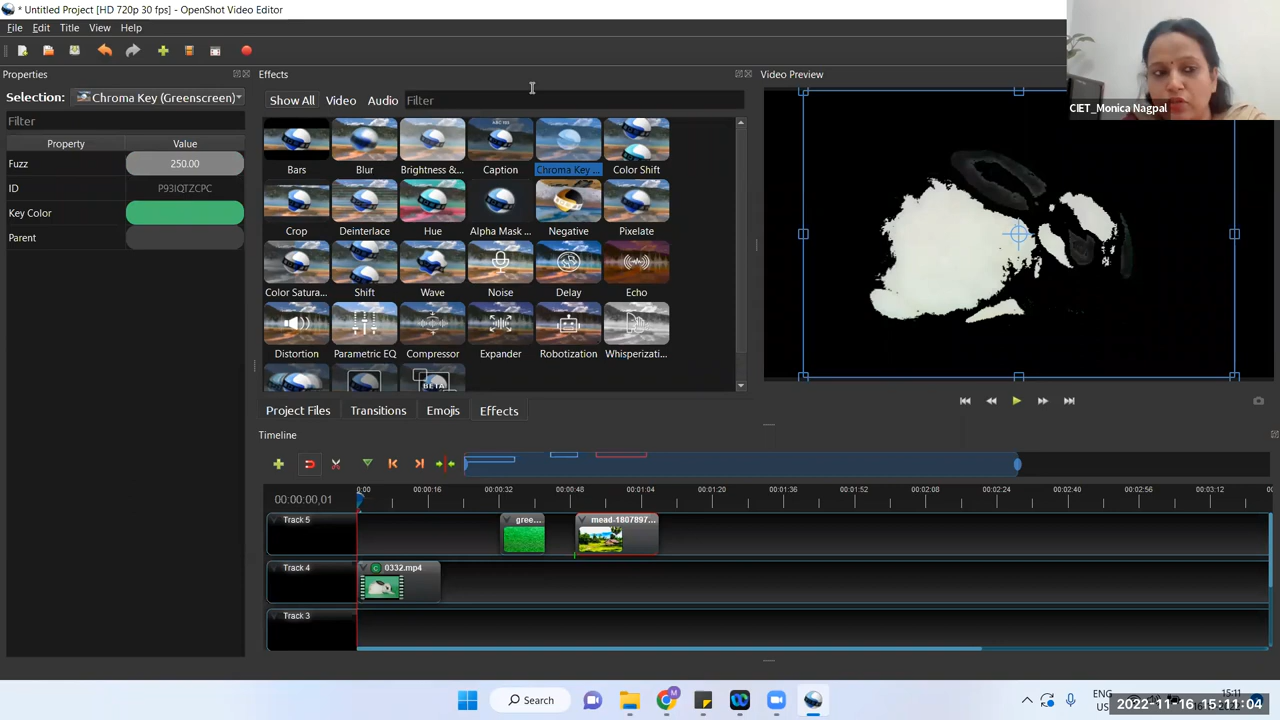 * Untitled Project [HD 720p 30 fps] - OpenShot Video Editor
File Edit Title View Help
Properties
Effects
Video Preview
CIET_Monica Nagpal
Selection: Chroma Key (Greenscreen)
Show All Video Audio Filter
Filter
Property Value
Fuzz 250.00
ID P93IQTZCPC
Key Color
Parent
Bars Blur Brightness &... Caption Chroma Key ... Color Shift
Crop Deinterlace Hue Alpha Mask ... Negative Pixelate
Color Satura... Shift Wave Noise Delay Echo
Distortion Parametric EQ Compressor Expander Robotization Whisperizati...
BETA
Project Files Transitions Emojis Effects
Timeline
00:00:00,01
0:00 00:00:16 00:00:32 00:00:48 00:01:04 00:01:20 00:01:36 00:01:52 00:02:08 00:02:24 00:02:40 00:02:56 00:03:12
Track 5 gree... mead-1807897...
Track 4 C 0332.mp4
Track 3
Search
M
ENG
US
15:11
2022-11-16 15:11:04